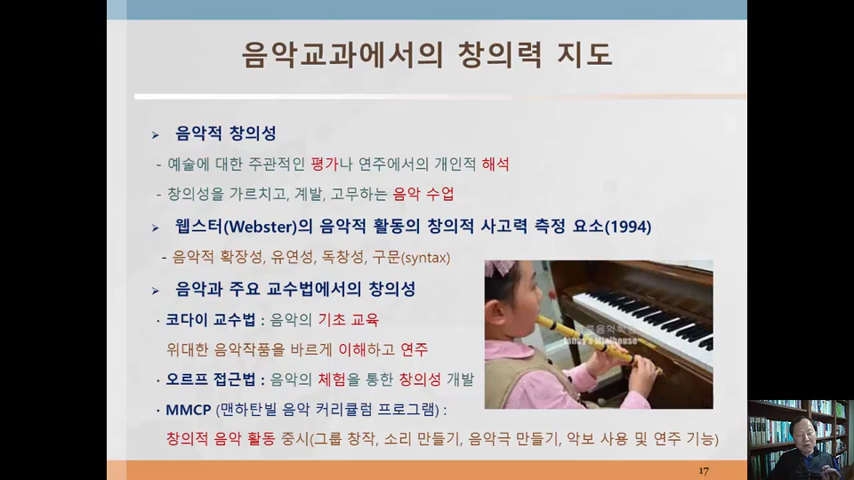 음악교과에서의 창의력 지도
음악적 창의성
- 예술에 대한 주관적인 평가나 연주에서의 개인적 해석
- 창의성을 가르치고, 계발, 고무하는 음악 수업
웹스터(Webster)의 음악적 활동의 창의적 사고력 측정 요소(1994)
- 음악적 확장성, 유연성, 독창성, 구문(syntax)
음악과 주요 교수법에서의 창의성
· 코다이 교수법 : 음악의 기초 교육
위대한 음악작품을 바르게 이해하고 연주
· 오르프 접근법 : 음악의 체험을 통한 창의성 개발
· MMCP (맨하탄빌 음악 커리큘럼 프로그램) :
창의적 음악 활동 중시(그룹 창작, 소리 만들기, 음악극 만들기, 악보 사용 및 연주 기능)
17